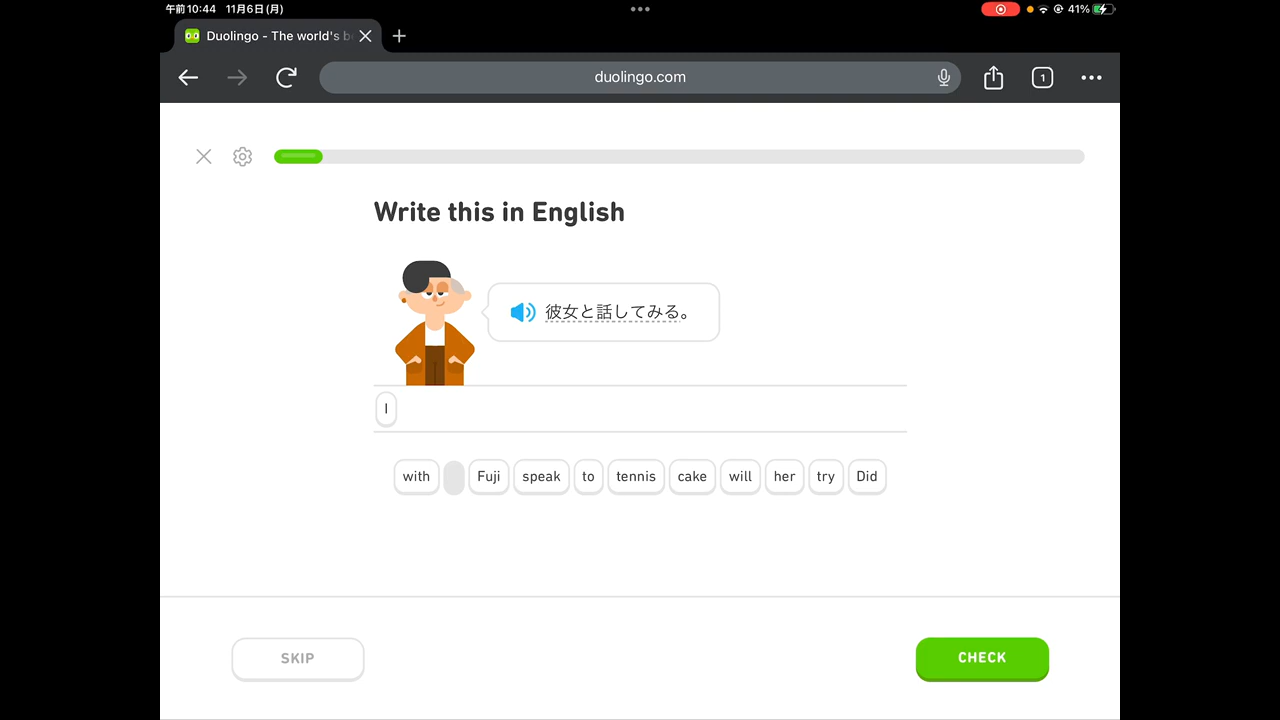 午前10:44 11月6日(月)
41%
Duolingo - The world's b
duolingo.com
1
Write this in English
彼女と話してみる。
I
with Fuji speak to tennis cake will her try Did
SKIP
CHECK